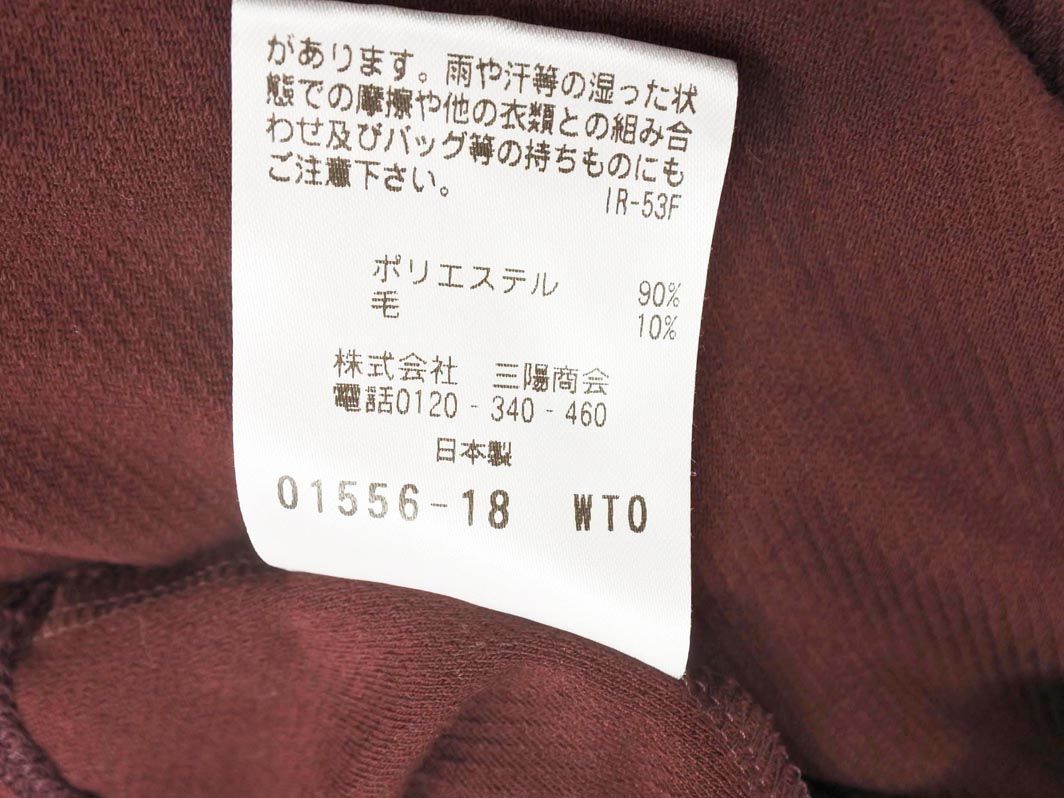 があります。雨や汗等の湿った状
態での摩擦や他の衣類との組み合
わせ及びバッグ等の持ちものにも
ご注意下さい。
IR-53F
ポリエステル 90%
毛 10%
株式会社 三陽商会
電話0120-340-460
日本製
01556-18 WTO